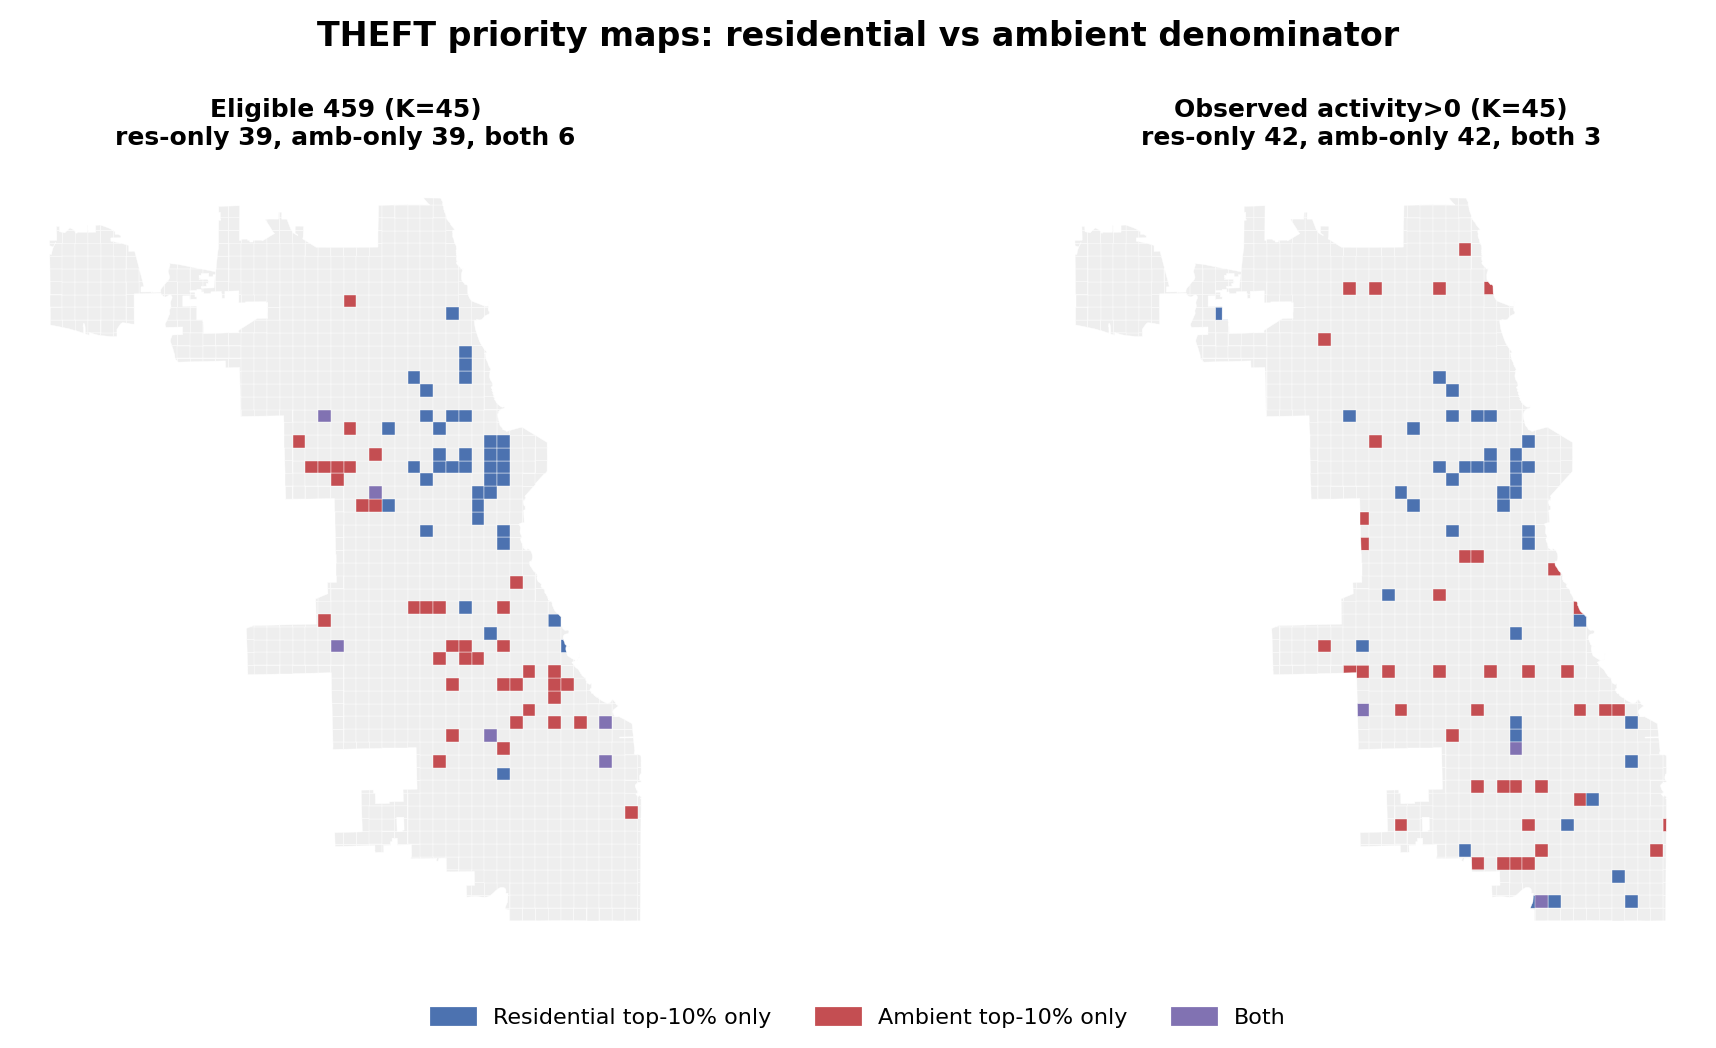 THEFT priority maps: residential vs ambient denominator
Eligible 459 (K=45)
res-only 39, amb-only 39, both 6
Observed activity>0 (K=45)
res-only 42, amb-only 42, both 3
Residential top-10% only
Ambient top-10% only
Both